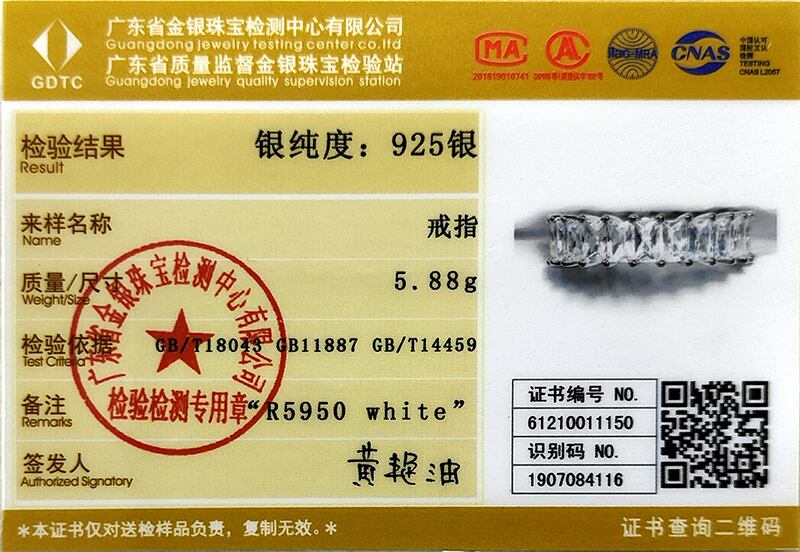 GDTC
广东省金银珠宝检测中心有限公司
Guangdong jewelry testing center co.ltd
广东省质量监督金银珠宝检验站
Guangdong jewelry quality supervision station
MA
201819010741
ilac-MRA
CNAS
中国认可
国际互认
检测
TESTING
CNAS L2057
检验结果
Result
银纯度：925银
来样名称
Name
戒指
质量/尺寸
Weight/Size
5.88g
检验依据
Test Criteria
GB/T18043 GB11887 GB/T14459
备注
Remarks
“R5950 white”
签发人
Authorized Signatory
广东省金银珠宝检测中心有限公司
检验检测专用章
证书编号 NO.
61210011150
识别码 NO.
1907084116
*本证书仅对送检样品负责，复制无效。*
证书查询二维码